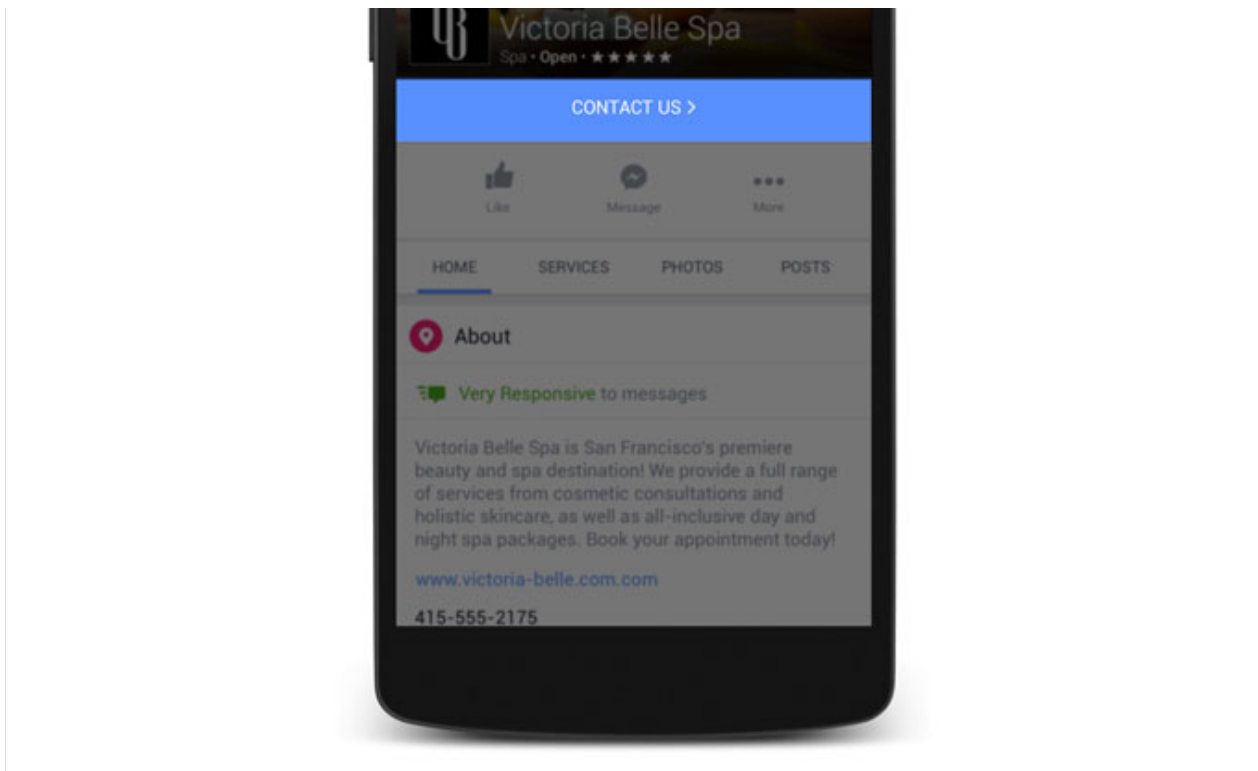 Victoria Belle Spa
Spa • Open • ★★★★★
CONTACT US >
Like Message More
HOME SERVICES PHOTOS POSTS
About
Very Responsive to messages
Victoria Belle Spa is San Francisco's premiere
beauty and spa destination! We provide a full range
of services from cosmetic consultations and
holistic skincare, as well as all-inclusive day and
night spa packages. Book your appointment today!
www.victoria-belle.com.com
415-555-2175